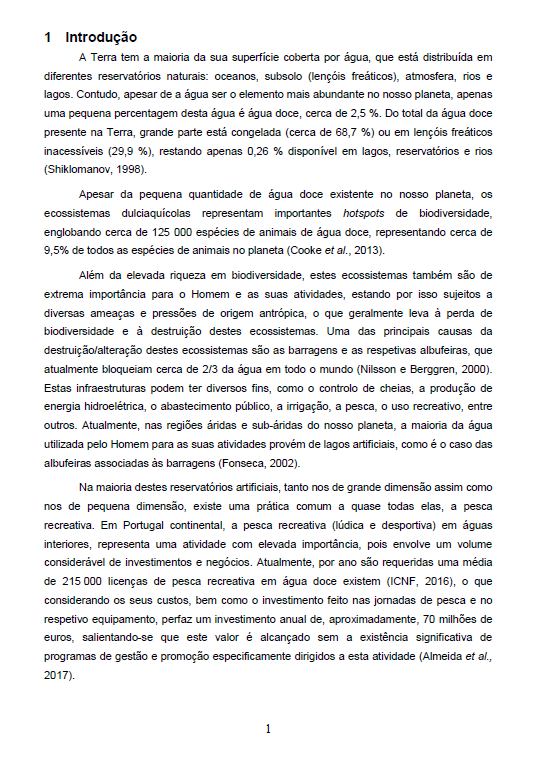 1 Introdução
A Terra tem a maioria da sua superfície coberta por água, que está distribuída em
diferentes reservatórios naturais: oceanos, subsolo (lençóis freáticos), atmosfera, rios e
lagos. Contudo, apesar de a água ser o elemento mais abundante no nosso planeta, apenas
uma pequena percentagem desta água é água doce, cerca de 2,5 %. Do total da água doce
presente na Terra, grande parte está congelada (cerca de 68,7 %) ou em lençóis freáticos
inacessíveis (29,9 %), restando apenas 0,26 % disponível em lagos, reservatórios e rios
(Shiklomanov, 1998).
Apesar da pequena quantidade de água doce existente no nosso planeta, os
ecossistemas dulciaquícolas representam importantes hotspots de biodiversidade,
englobando cerca de 125 000 espécies de animais de água doce, representando cerca de
9,5% de todos as espécies de animais no planeta (Cooke et al., 2013).
Além da elevada riqueza em biodiversidade, estes ecossistemas também são de
extrema importância para o Homem e as suas atividades, estando por isso sujeitos a
diversas ameaças e pressões de origem antrópica, o que geralmente leva à perda de
biodiversidade e à destruição destes ecossistemas. Uma das principais causas da
destruição/alteração destes ecossistemas são as barragens e as respetivas albufeiras, que
atualmente bloqueiam cerca de 2/3 da água em todo o mundo (Nilsson e Berggren, 2000).
Estas infraestruturas podem ter diversos fins, como o controlo de cheias, a produção de
energia hidroelétrica, o abastecimento público, a irrigação, a pesca, o uso recreativo, entre
outros. Atualmente, nas regiões áridas e sub-áridas do nosso planeta, a maioria da água
utilizada pelo Homem para as suas atividades provém de lagos artificiais, como é o caso das
albufeiras associadas às barragens (Fonseca, 2002).
Na maioria destes reservatórios artificiais, tanto nos de grande dimensão assim como
nos de pequena dimensão, existe uma prática comum a quase todas elas, a pesca
recreativa. Em Portugal continental, a pesca recreativa (lúdica e desportiva) em águas
interiores, representa uma atividade com elevada importância, pois envolve um volume
considerável de investimentos e negócios. Atualmente, por ano são requeridas uma média
de 215 000 licenças de pesca recreativa em água doce existem (ICNF, 2016), o que
considerando os seus custos, bem como o investimento feito nas jornadas de pesca e no
respetivo equipamento, perfaz um investimento anual de, aproximadamente, 70 milhões de
euros, salientando-se que este valor é alcançado sem a existência significativa de
programas de gestão e promoção especificamente dirigidos a esta atividade (Almeida et al.,
2017).
1